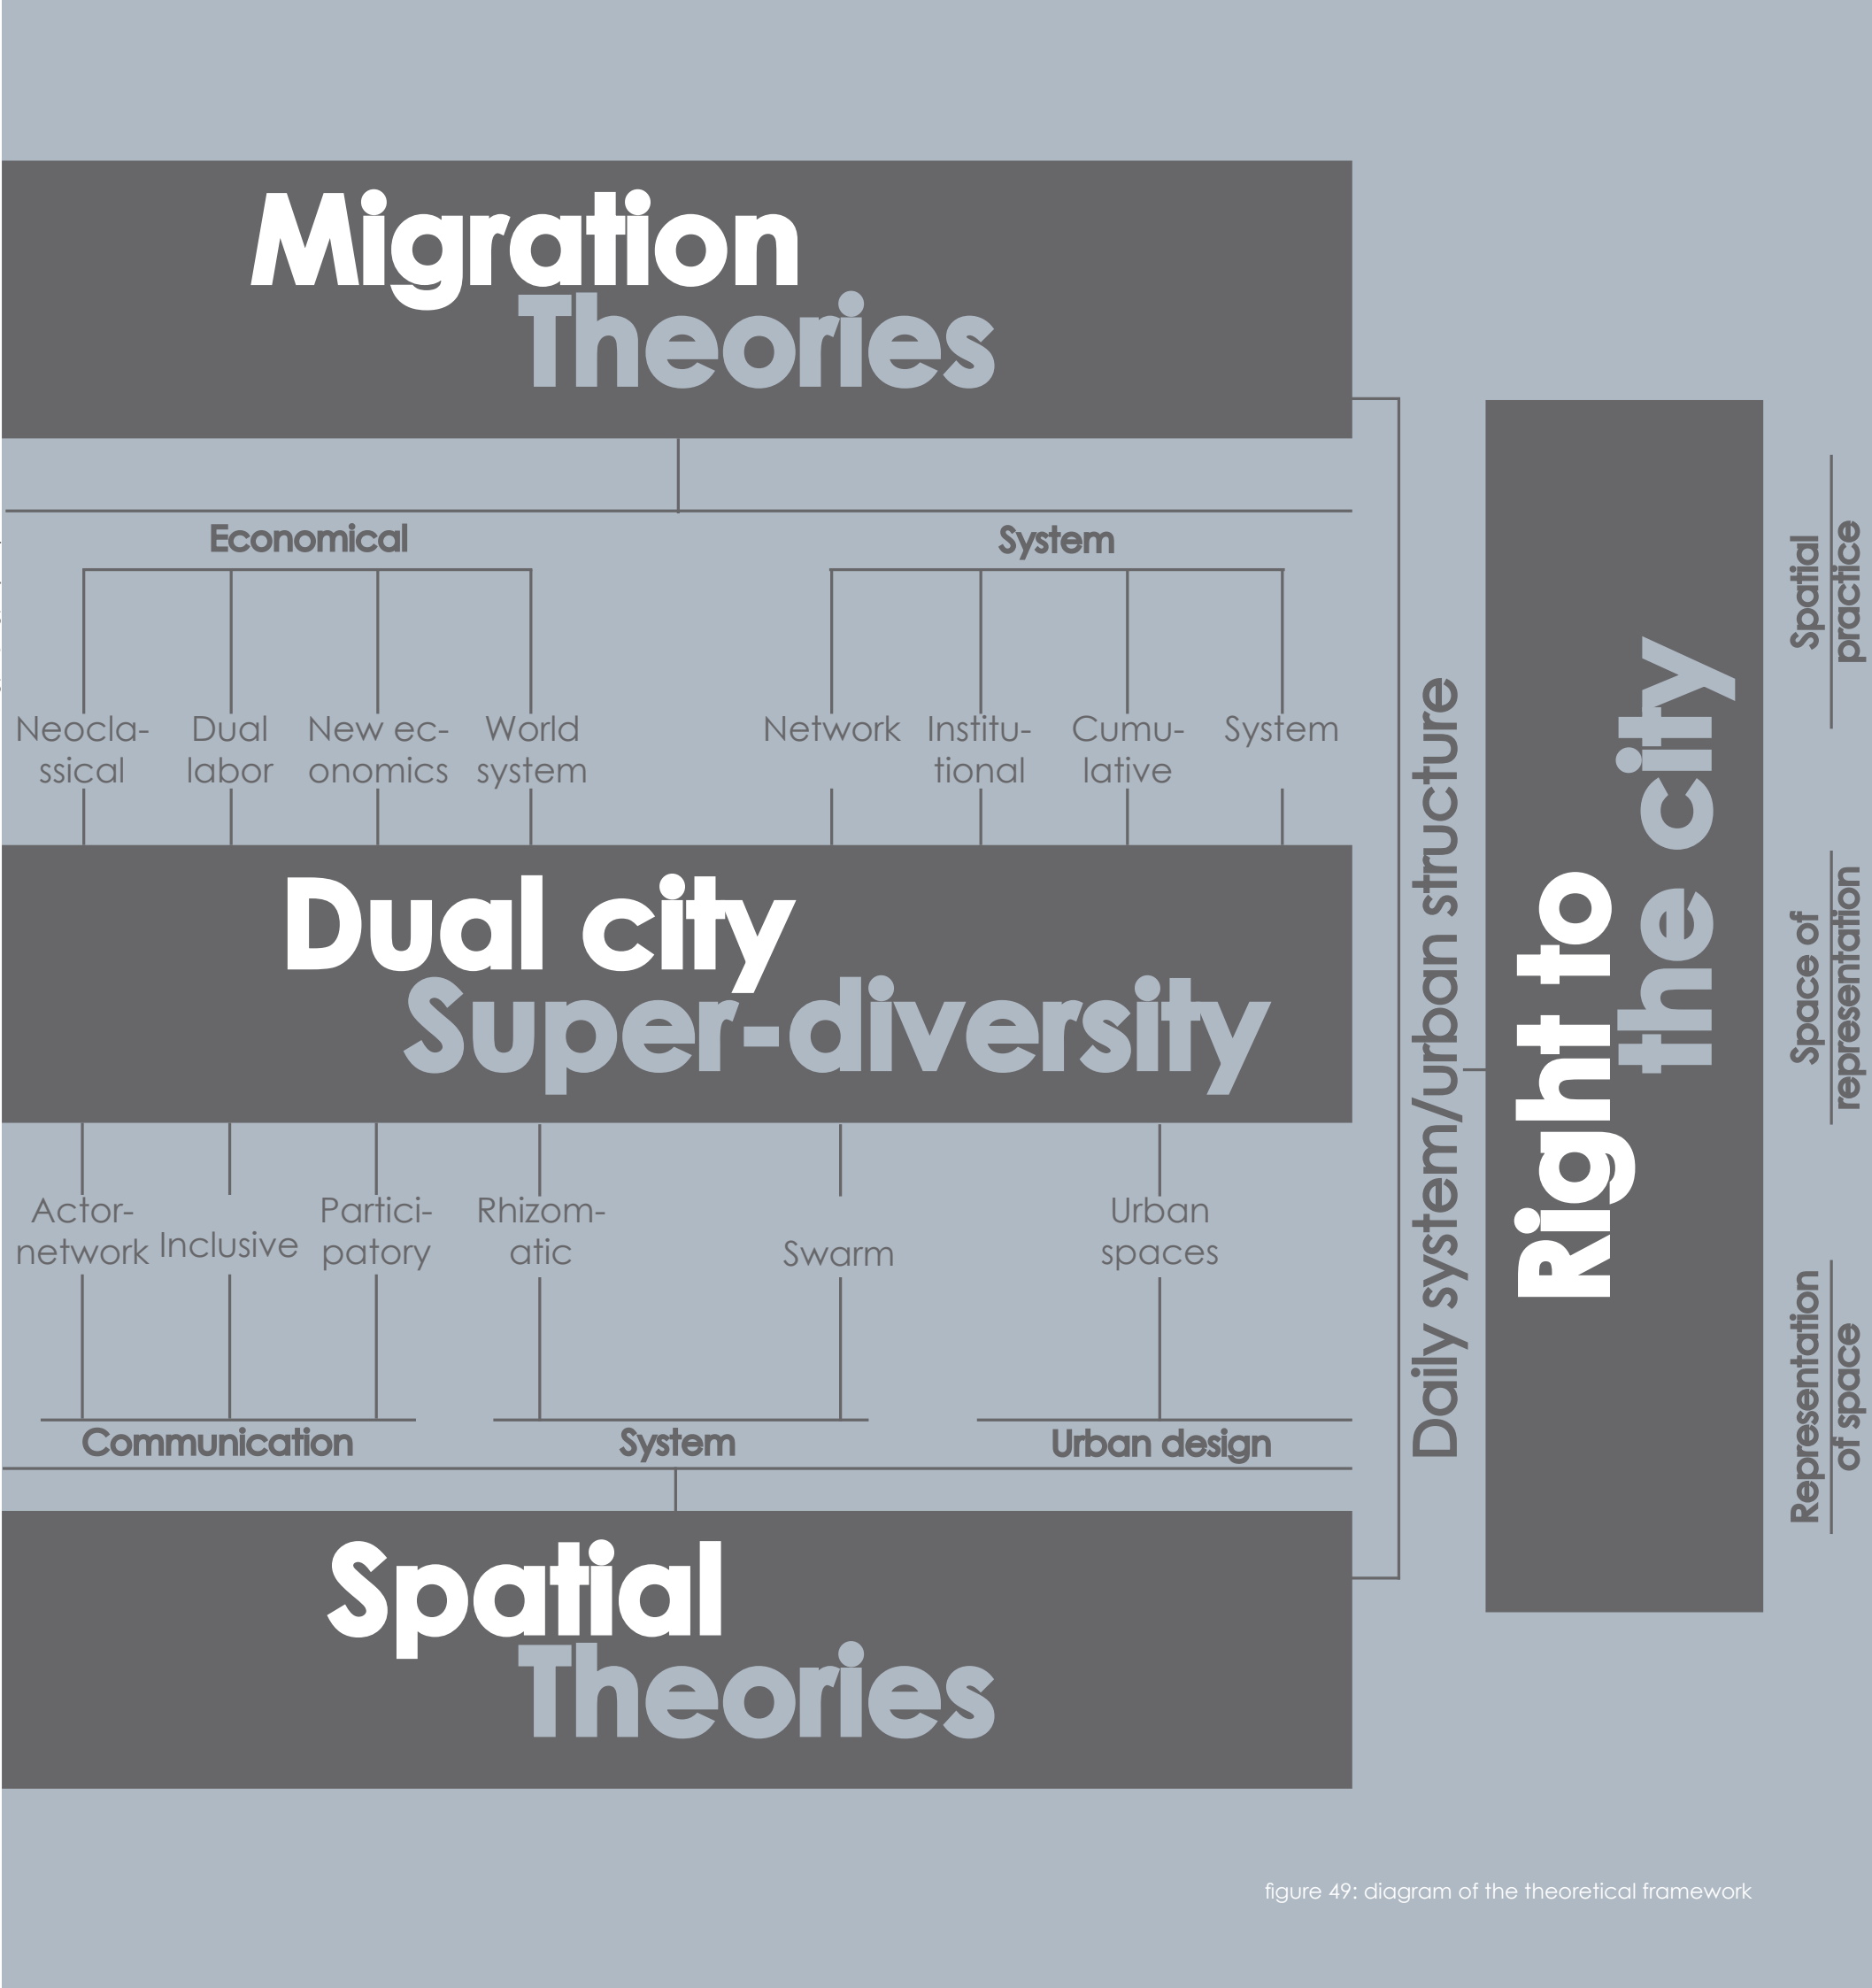 Migration
Theories
Economical
System
Neocla-
ssical
Dual
labor
New ec-
onomics
World
system
Network
Institu-
tional
Cumu-
lative
System
Dual city
Super-diversity
Actor-
network
Inclusive
Partici-
patory
Rhizom-
atic
Swarm
Urban
spaces
Communication
System
Urban design
Spatial
Theories
Daily system/urban structure
Right to
the city
Spatial
practice
Space of
representation
Representation
of space
figure 49: diagram of the theoretical framework